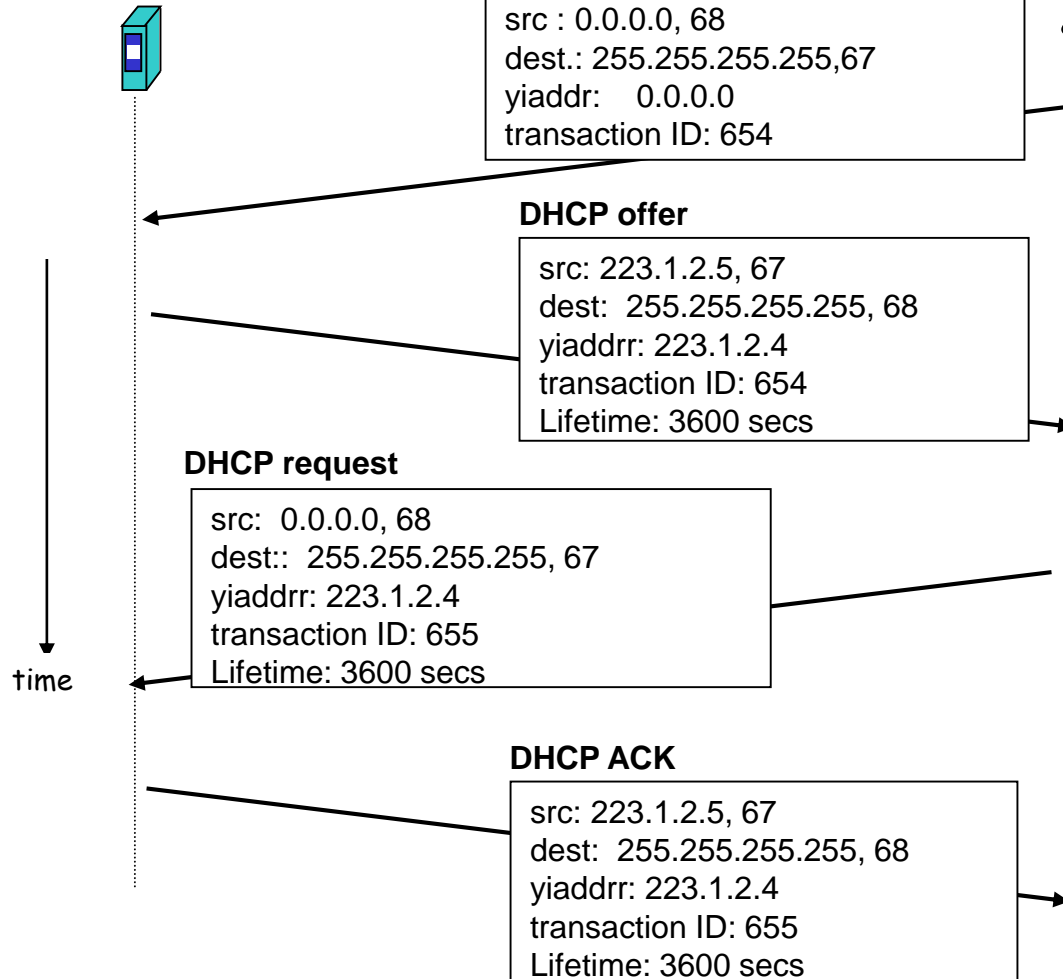 src : 0.0.0.0, 68
dest.: 255.255.255.255,67
yiaddr: 0.0.0.0
transaction ID: 654
DHCP offer
src: 223.1.2.5, 67
dest: 255.255.255.255, 68
yiaddrr: 223.1.2.4
transaction ID: 654
Lifetime: 3600 secs
DHCP request
src: 0.0.0.0, 68
dest:: 255.255.255.255, 67
yiaddrr: 223.1.2.4
transaction ID: 655
Lifetime: 3600 secs
time
DHCP ACK
src: 223.1.2.5, 67
dest: 255.255.255.255, 68
yiaddrr: 223.1.2.4
transaction ID: 655
Lifetime: 3600 secs